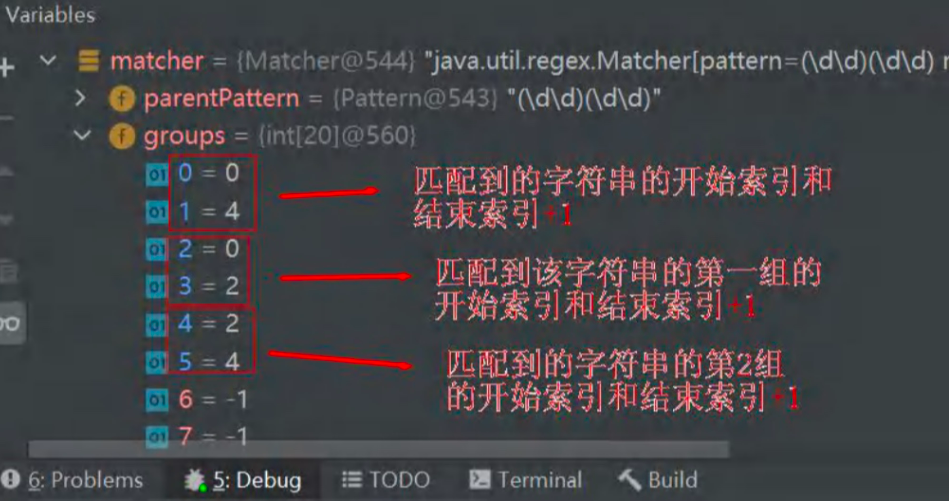 Variables
matcher = {Matcher@544} "java.util.regex.Matcher[pattern=(\d\d)(\d\d)
parentPattern = {Pattern@543} "(\d\d)(\d\d)"
groups = {int[20]@560}
01 0 = 0
匹配到的字符串的开始索引和
01 1 = 4
结束索引+1
01 2 = 0
匹配到该字符串的第一组的
01 3 = 2
开始索引和结束索引+1
01 4 = 2
01 5 = 4
匹配到的字符串的第2组
的开始索引和结束索引+1
01 6 = -1
01 7 = -1
6: Problems 5: Debug TODO Terminal Build